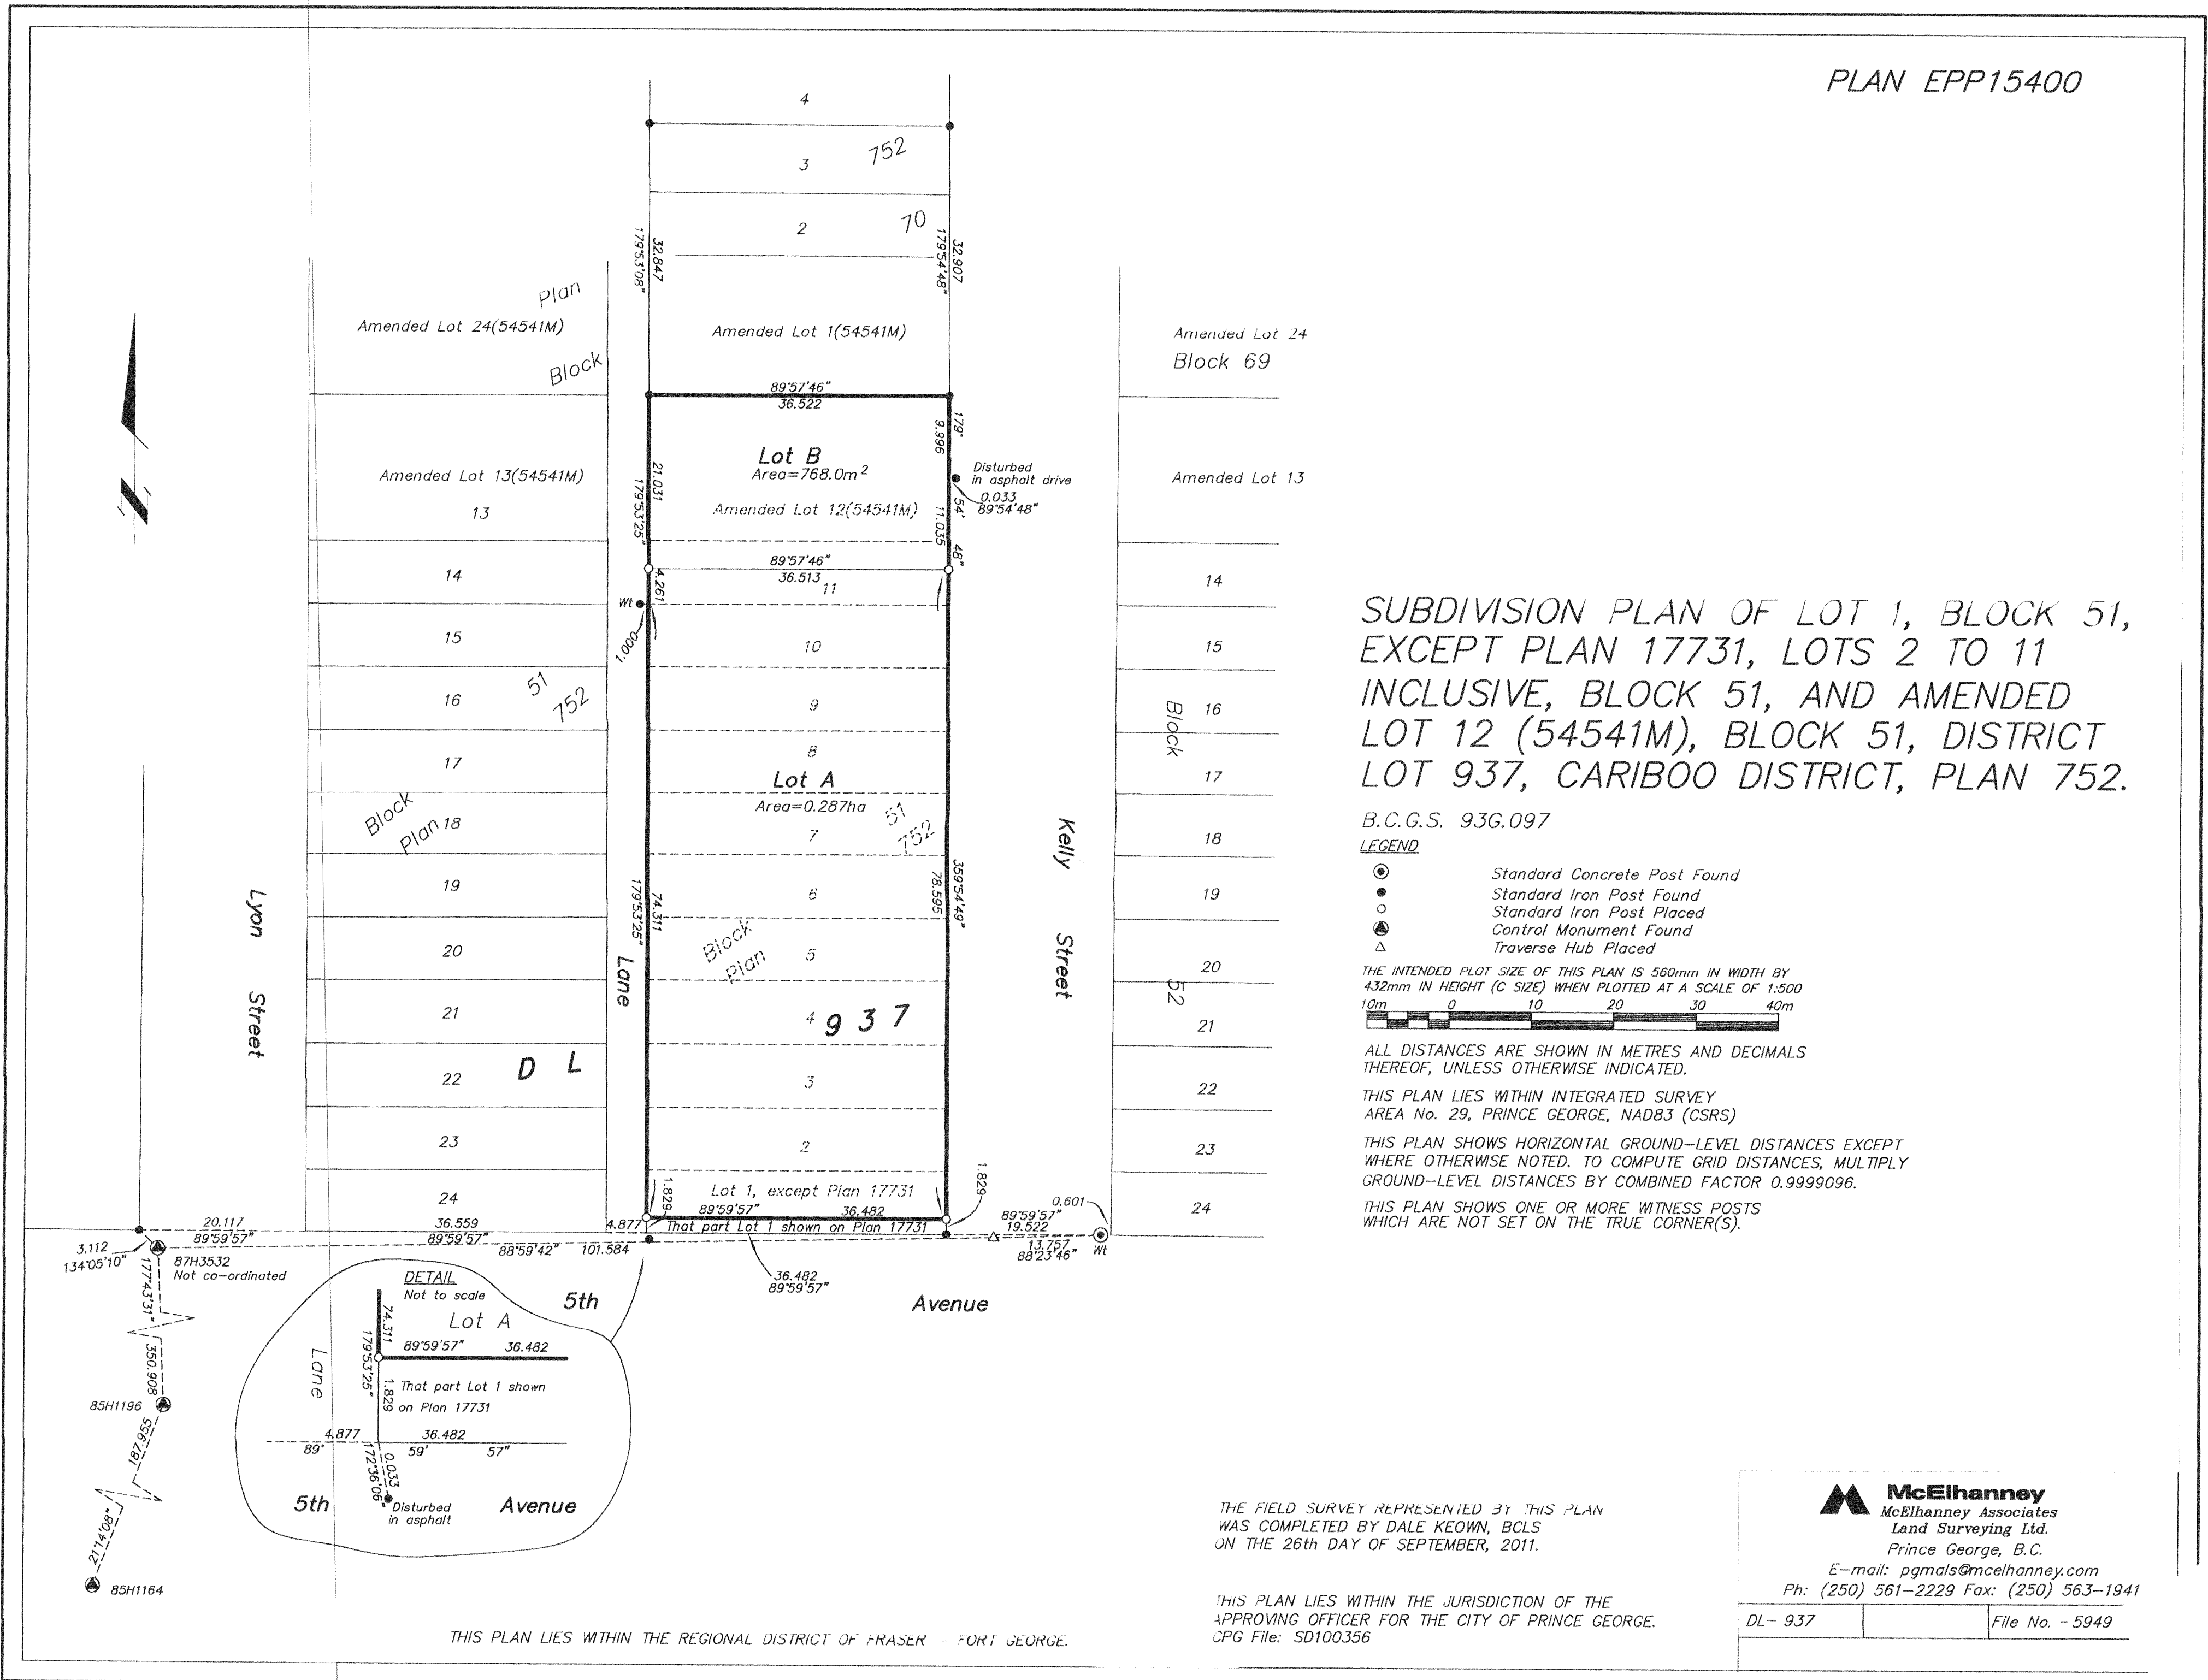 PLAN EPP15400
4
3
752
2
70
179°53'08"
32.847
179°54'48"
32.907
Plan
Amended Lot 24(54541M)
Block
Amended Lot 1(54541M)
Amended Lot 24
Block 69
89°57'46"
36.522
179°
9.996
Lot B
Area=768.0m²
Amended Lot 13(54541M)
13
21.031
179°53'25"
Disturbed
in asphalt drive
0.033
89°54'48"
Amended Lot 13
Amended Lot 12(54541M)
11.035
54'
48"
89°57'46"
36.513
14
4.261
Wt
11
14
1.000
15
10
15
51
752
16
9
Block
16
17
8
17
Lot A
Area=0.287ha
51
752
Block
Plan
18
7
Kelly
Street
18
19
6
78.595
359°54'49"
19
179°53'25"
74.311
Lyon
Street
Lane
Block
Plan
20
5
20
52
21
4
937
21
D L
22
3
22
23
2
23
1.829
1.829
24
Lot 1, except Plan 17731
89°59'57" 36.482
That part Lot 1 shown on Plan 17731
0.601
24
20.117
89°59'57"
36.559
89°59'57"
4.877
89°59'57"
19.522
13.757
88°23'46"
Wt
3.112
134°05'10"
88°59'42" 101.584
36.482
89°59'57"
87H3532
Not co-ordinated
177°43'31"
350.908
85H1196
187.955
21°14'08"
85H1164
5th Avenue
DETAIL
Not to scale
Lot A
74.311
179°53'25"
89°59'57" 36.482
Lane
1.829
That part Lot 1 shown
on Plan 17731
4.877 36.482
89° 59' 57"
172°36'06"
0.033
5th Avenue
Disturbed
in asphalt
SUBDIVISION PLAN OF LOT 1, BLOCK 51,
EXCEPT PLAN 17731, LOTS 2 TO 11
INCLUSIVE, BLOCK 51, AND AMENDED
LOT 12 (54541M), BLOCK 51, DISTRICT
LOT 937, CARIBOO DISTRICT, PLAN 752.
B.C.G.S. 93G.097
LEGEND
Standard Concrete Post Found
Standard Iron Post Found
Standard Iron Post Placed
Control Monument Found
Traverse Hub Placed
THE INTENDED PLOT SIZE OF THIS PLAN IS 560mm IN WIDTH BY
432mm IN HEIGHT (C SIZE) WHEN PLOTTED AT A SCALE OF 1:500
10m 0 10 20 30 40m
ALL DISTANCES ARE SHOWN IN METRES AND DECIMALS
THEREOF, UNLESS OTHERWISE INDICATED.
THIS PLAN LIES WITHIN INTEGRATED SURVEY
AREA No. 29, PRINCE GEORGE, NAD83 (CSRS)
THIS PLAN SHOWS HORIZONTAL GROUND-LEVEL DISTANCES EXCEPT
WHERE OTHERWISE NOTED. TO COMPUTE GRID DISTANCES, MULTIPLY
GROUND-LEVEL DISTANCES BY COMBINED FACTOR 0.9999096.
THIS PLAN SHOWS ONE OR MORE WITNESS POSTS
WHICH ARE NOT SET ON THE TRUE CORNER(S).
THE FIELD SURVEY REPRESENTED BY THIS PLAN
WAS COMPLETED BY DALE KEOWN, BCLS
ON THE 26th DAY OF SEPTEMBER, 2011.
THIS PLAN LIES WITHIN THE JURISDICTION OF THE
APPROVING OFFICER FOR THE CITY OF PRINCE GEORGE.
CPG File: SD100356
THIS PLAN LIES WITHIN THE REGIONAL DISTRICT OF FRASER - FORT GEORGE.
McElhanney
McElhanney Associates
Land Surveying Ltd.
Prince George, B.C.
E-mail: pgmals@mcelhanney.com
Ph: (250) 561-2229 Fax: (250) 563-1941
DL- 937
File No. - 5949